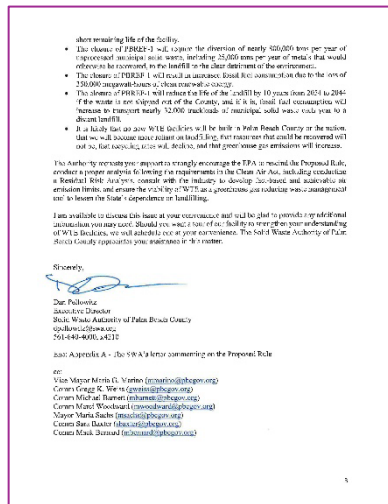 short remaining life of the facility.
• The closure of PBREF-1 will require the diversion of nearly 800,000 tons per year of
unprocessed municipal solid waste, including 25,000 tons per year of metals that would
otherwise be recovered, to the landfill to the clear detriment of the environment.
• The closure of PBREF-1 will result in increased fossil fuel consumption due to the loss of
250,000 megawatt-hours of clean renewable energy.
• The closure of PBREF-1 will reduce the life of the landfill by 10 years from 2054 to 2044
if the waste is not shipped out of the County, and if it is, fossil fuel consumption will
increase to transport nearly 32,000 truckloads of municipal solid waste each year to a
distant landfill.
• It is likely that no new WTE facilities will be built in Palm Beach County or the nation,
that we will become more reliant on landfilling, that resources that could be recovered will
not be, that recycling rates will decline, and that greenhouse gas emissions will increase.
The Authority requests your support to strongly encourage the EPA to rescind the Proposed Rule,
conduct a proper analysis following the requirements in the Clean Air Act, including conduction
a Residual Risk Analysis, consult with the industry to develop fact-based and achievable air
emission limits, and ensure the viability of WTE as a greenhouse gas reducing waste management
tool to lessen the State's dependence on landfilling.
I am available to discuss this issue at your convenience and will be glad to provide any additional
information you may need. Should you want a tour of our facility to strengthen your understanding
of WTE facilities, we will schedule one at your convenience. The Solid Waste Authority of Palm
Beach County appreciates your assistance in this matter.
Sincerely,
Dan Pellowitz
Executive Director
Solid Waste Authority of Palm Beach County
dpellowitz@swa.org
561-640-4000, x4210
Enc: Appendix A - The SWA's letter commenting on the Proposed Rule
cc:
Vice Mayor Maria G. Marino (mmarino@pbcgov.org)
Comm Gregg K. Weiss (gweiss@pbcgov.org)
Comm Michael Barnett (mbarnett@pbcgov.org)
Comm Marci Woodward (mwoodward@pbcgov.org)
Mayor Maria Sachs (msachs@pbcgov.org)
Comm Sara Baxter (sbaxter@pbcgov.org)
Comm Mack Bernard (mbernard@pbcgov.org)
3